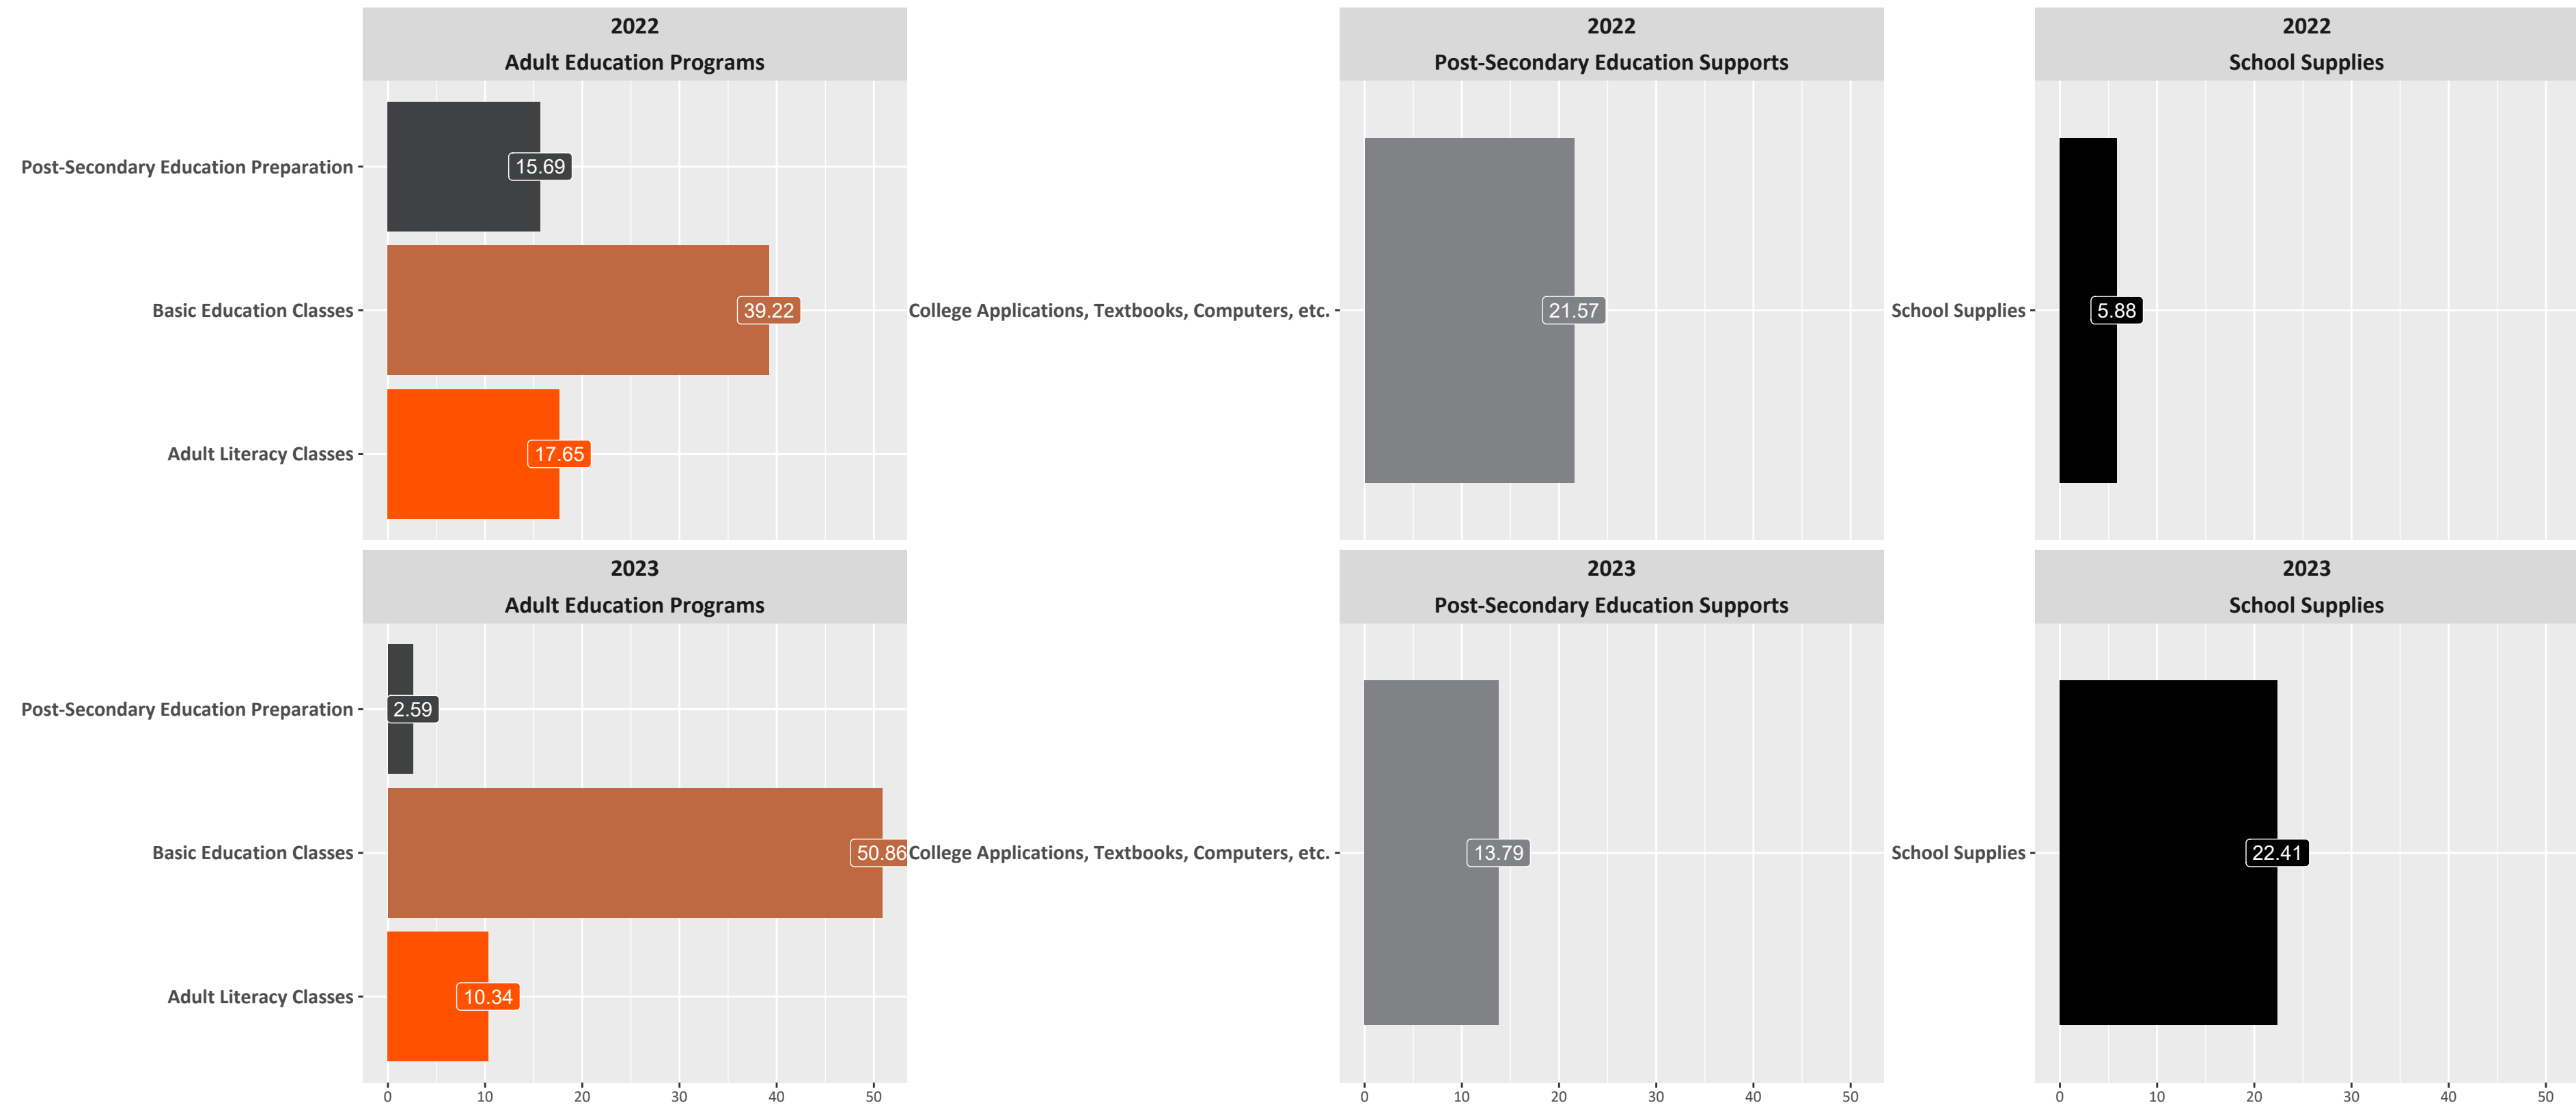 2022
Adult Education Programs
Post-Secondary Education Preparation
15.69
Basic Education Classes
39.22
Adult Literacy Classes
17.65
2022
Post-Secondary Education Supports
College Applications, Textbooks, Computers, etc.
21.57
2022
School Supplies
School Supplies
5.88
2023
Adult Education Programs
Post-Secondary Education Preparation
2.59
Basic Education Classes
50.86
Adult Literacy Classes
10.34
0 10 20 30 40 50
2023
Post-Secondary Education Supports
College Applications, Textbooks, Computers, etc.
13.79
0 10 20 30 40 50
2023
School Supplies
School Supplies
22.41
0 10 20 30 40 50